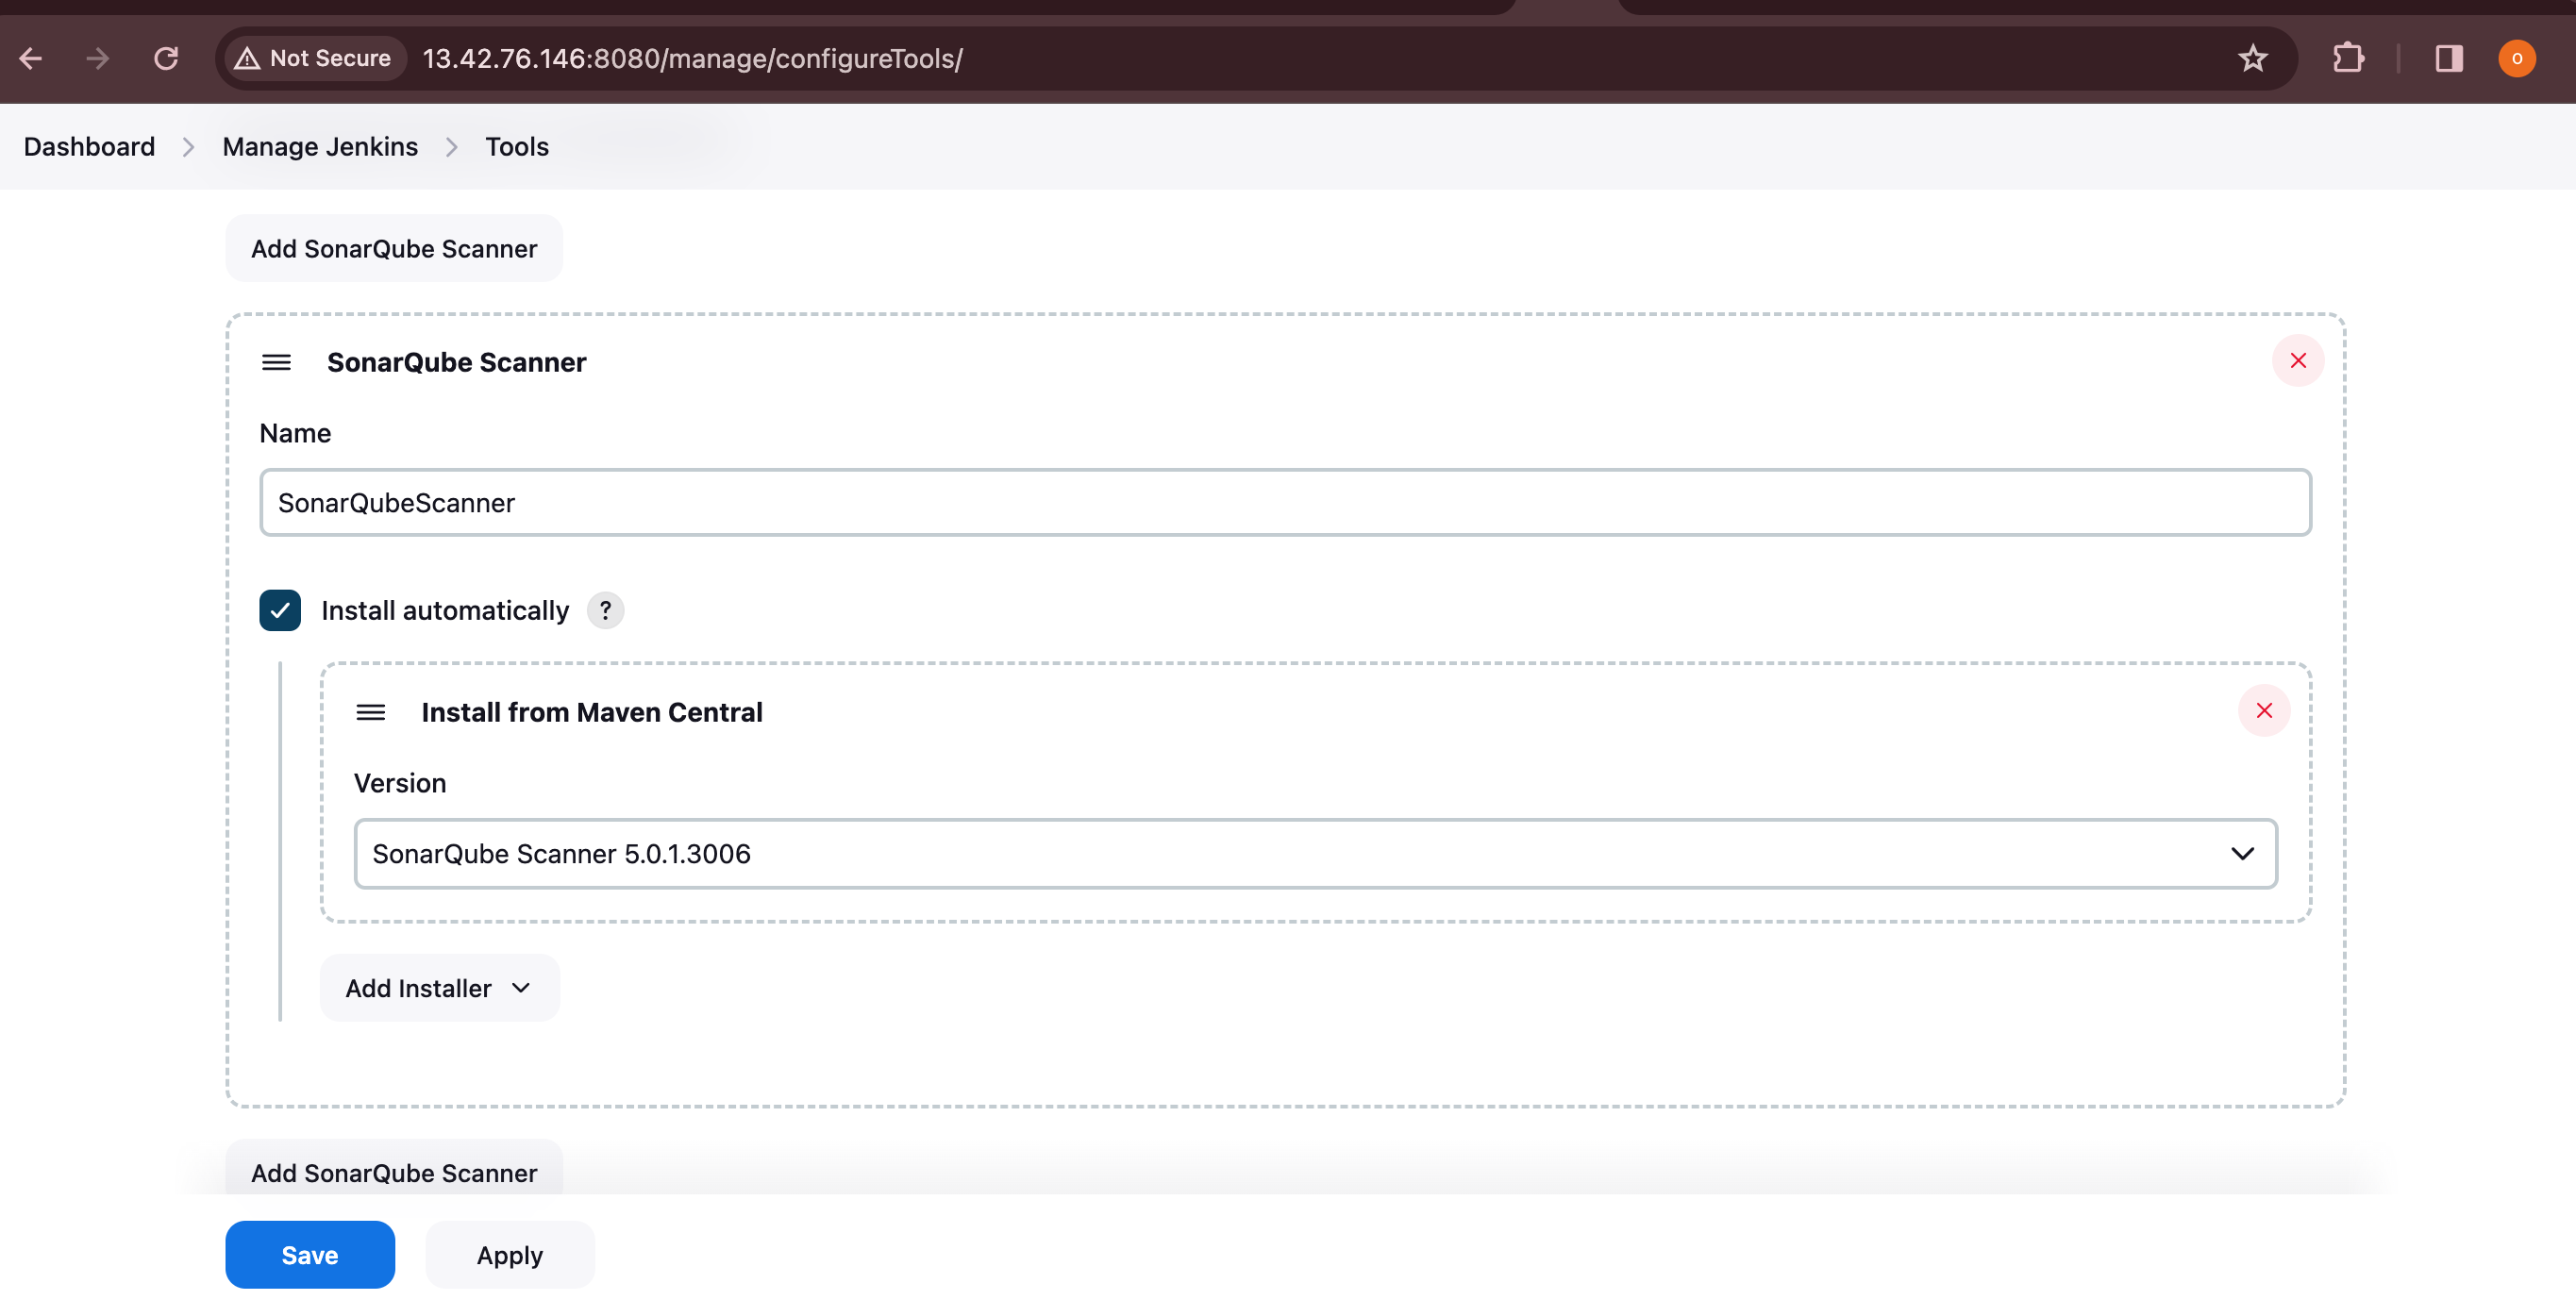 Not Secure 13.42.76.146:8080/manage/configureTools/
O
Dashboard > Manage Jenkins > Tools
Add SonarQube Scanner
SonarQube Scanner
Name
SonarQubeScanner
Install automatically ?
Install from Maven Central
Version
SonarQube Scanner 5.0.1.3006
Add Installer
Add SonarQube Scanner
Save Apply